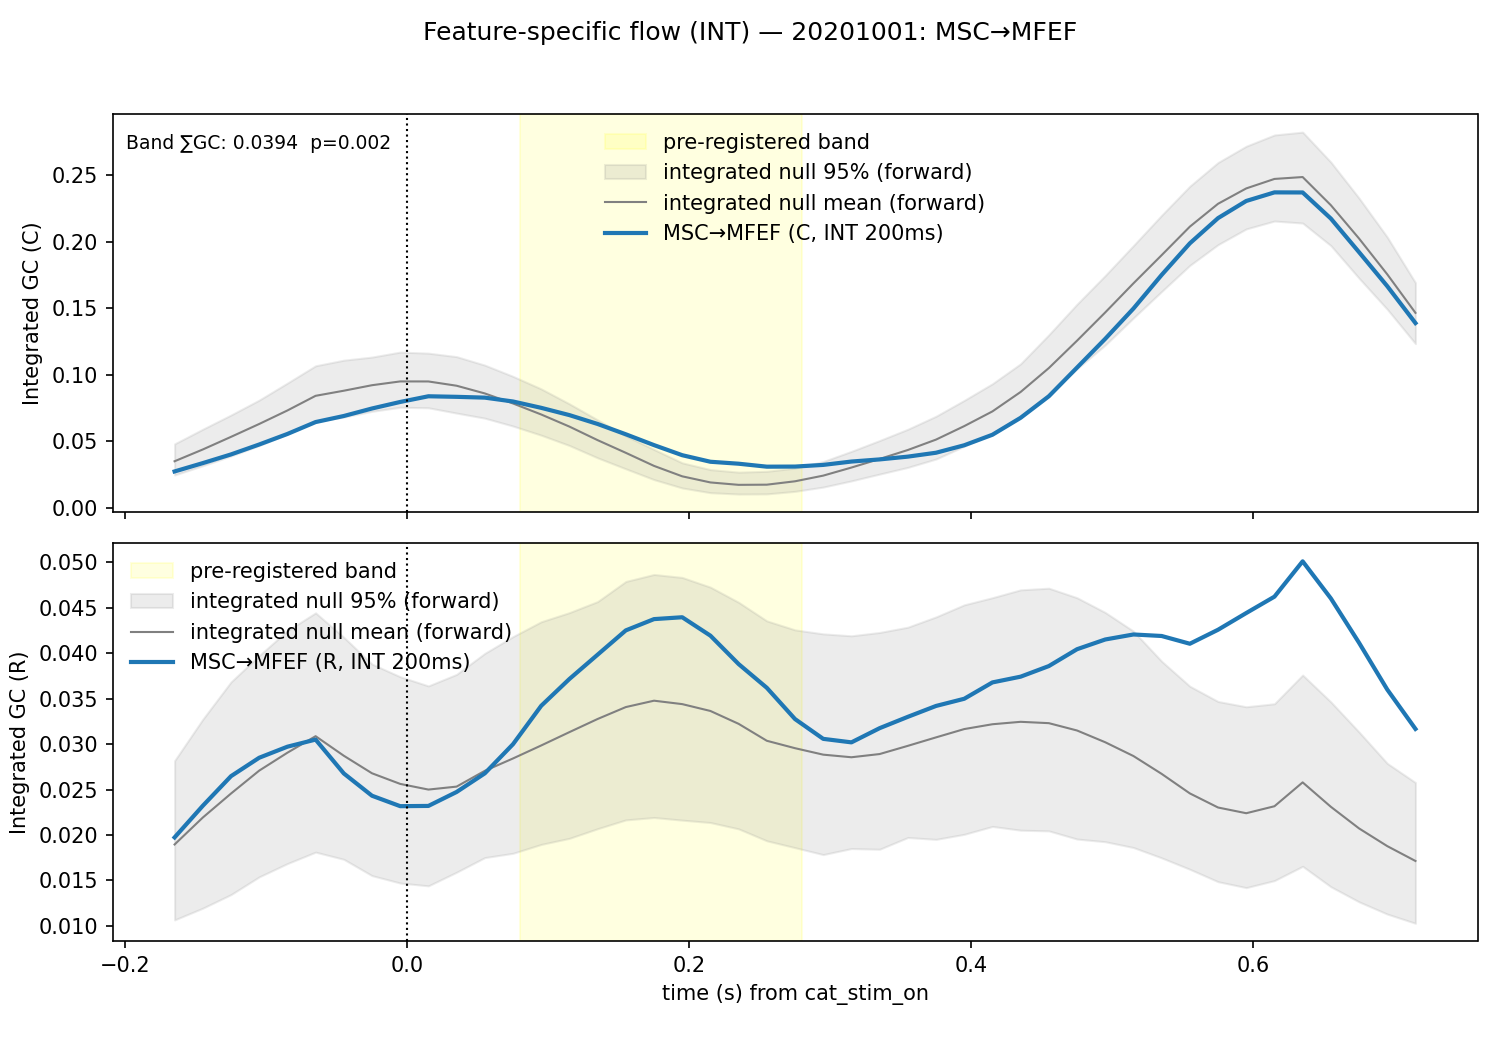 Feature-specific flow (INT) — 20201001: MSC→MFEF
Band ∑GC: 0.0394  p=0.002
pre-registered band
integrated null 95% (forward)
integrated null mean (forward)
MSC→MFEF (C, INT 200ms)
Integrated GC (C)
0.25
0.20
0.15
0.10
0.05
0.00
pre-registered band
integrated null 95% (forward)
integrated null mean (forward)
MSC→MFEF (R, INT 200ms)
Integrated GC (R)
0.050
0.045
0.040
0.035
0.030
0.025
0.020
0.015
0.010
−0.2 0.0 0.2 0.4 0.6
time (s) from cat_stim_on